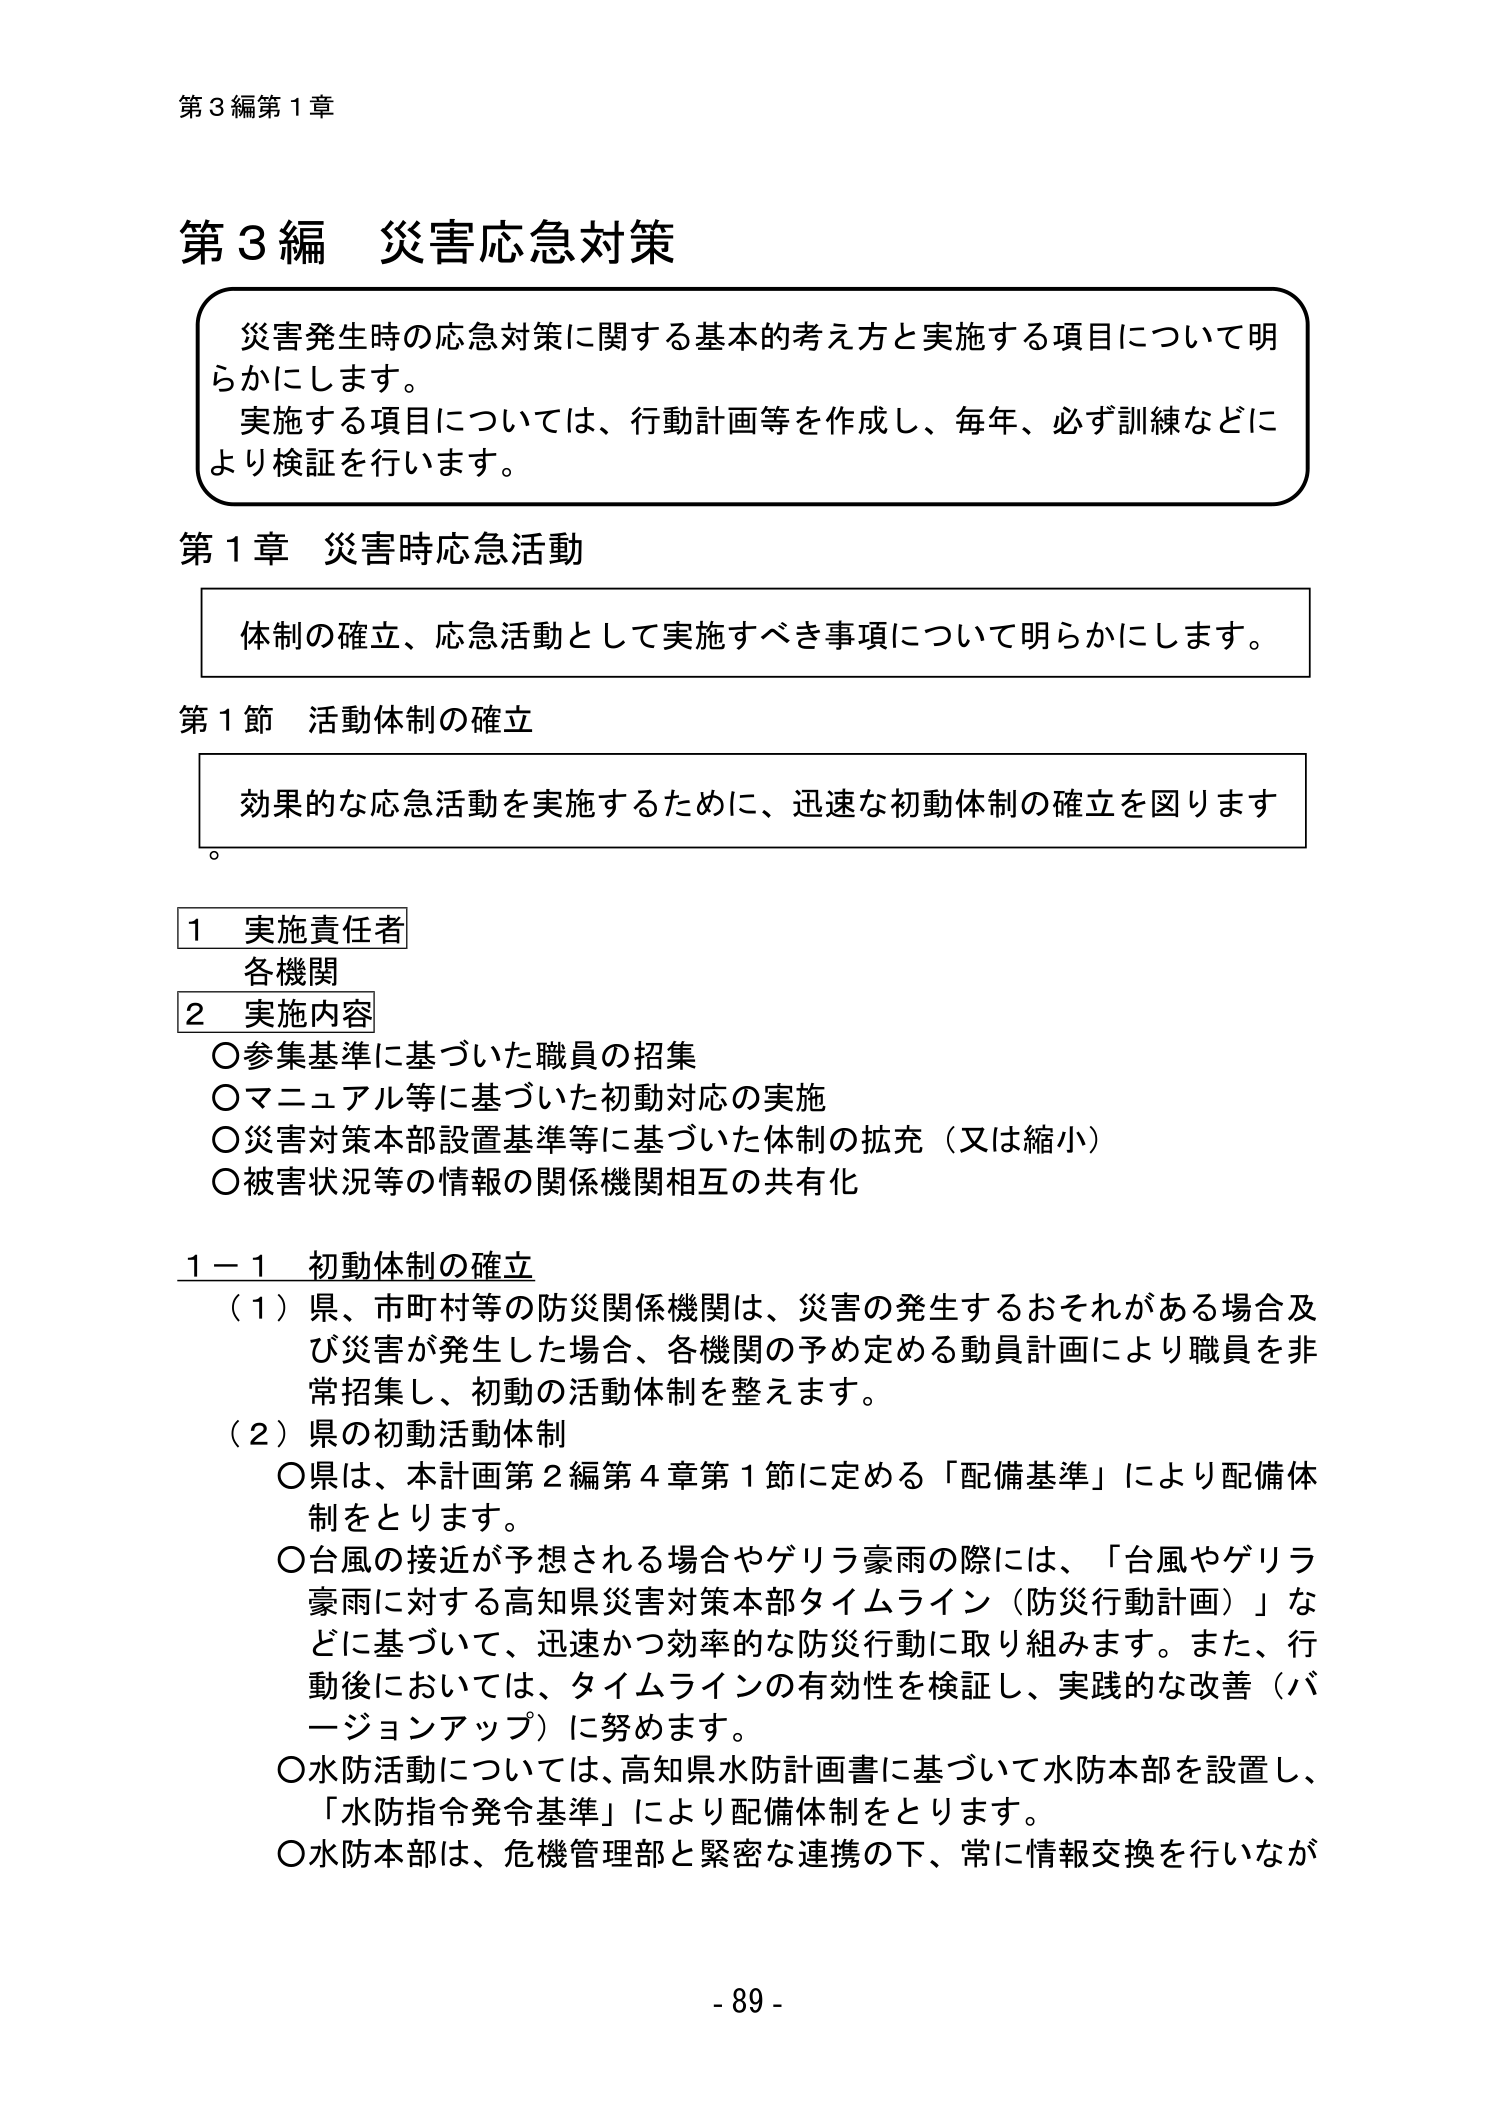 第３編第１章
第３編　災害応急対策
災害発生時の応急対策に関する基本的考え方と実施する項目について明
らかにします。
実施する項目については、行動計画等を作成し、毎年、必ず訓練などに
より検証を行います。
第１章　災害時応急活動
体制の確立、応急活動として実施すべき事項について明らかにします。
第１節　活動体制の確立
効果的な応急活動を実施するために、迅速な初動体制の確立を図ります
。
１　実施責任者
各機関
２　実施内容
○参集基準に基づいた職員の招集
○マニュアル等に基づいた初動対応の実施
○災害対策本部設置基準等に基づいた体制の拡充（又は縮小）
○被害状況等の情報の関係機関相互の共有化
１－１　初動体制の確立
（１）県、市町村等の防災関係機関は、災害の発生するおそれがある場合及
び災害が発生した場合、各機関の予め定める動員計画により職員を非
常招集し、初動の活動体制を整えます。
（２）県の初動活動体制
○県は、本計画第２編第４章第１節に定める「配備基準」により配備体
制をとります。
○台風の接近が予想される場合やゲリラ豪雨の際には、「台風やゲリラ
豪雨に対する高知県災害対策本部タイムライン（防災行動計画）」な
どに基づいて、迅速かつ効率的な防災行動に取り組みます。また、行
動後においては、タイムラインの有効性を検証し、実践的な改善（バ
ージョンアップ）に努めます。
○水防活動については、高知県水防計画書に基づいて水防本部を設置し、
「水防指令発令基準」により配備体制をとります。
○水防本部は、危機管理部と緊密な連携の下、常に情報交換を行いなが
- 89 -